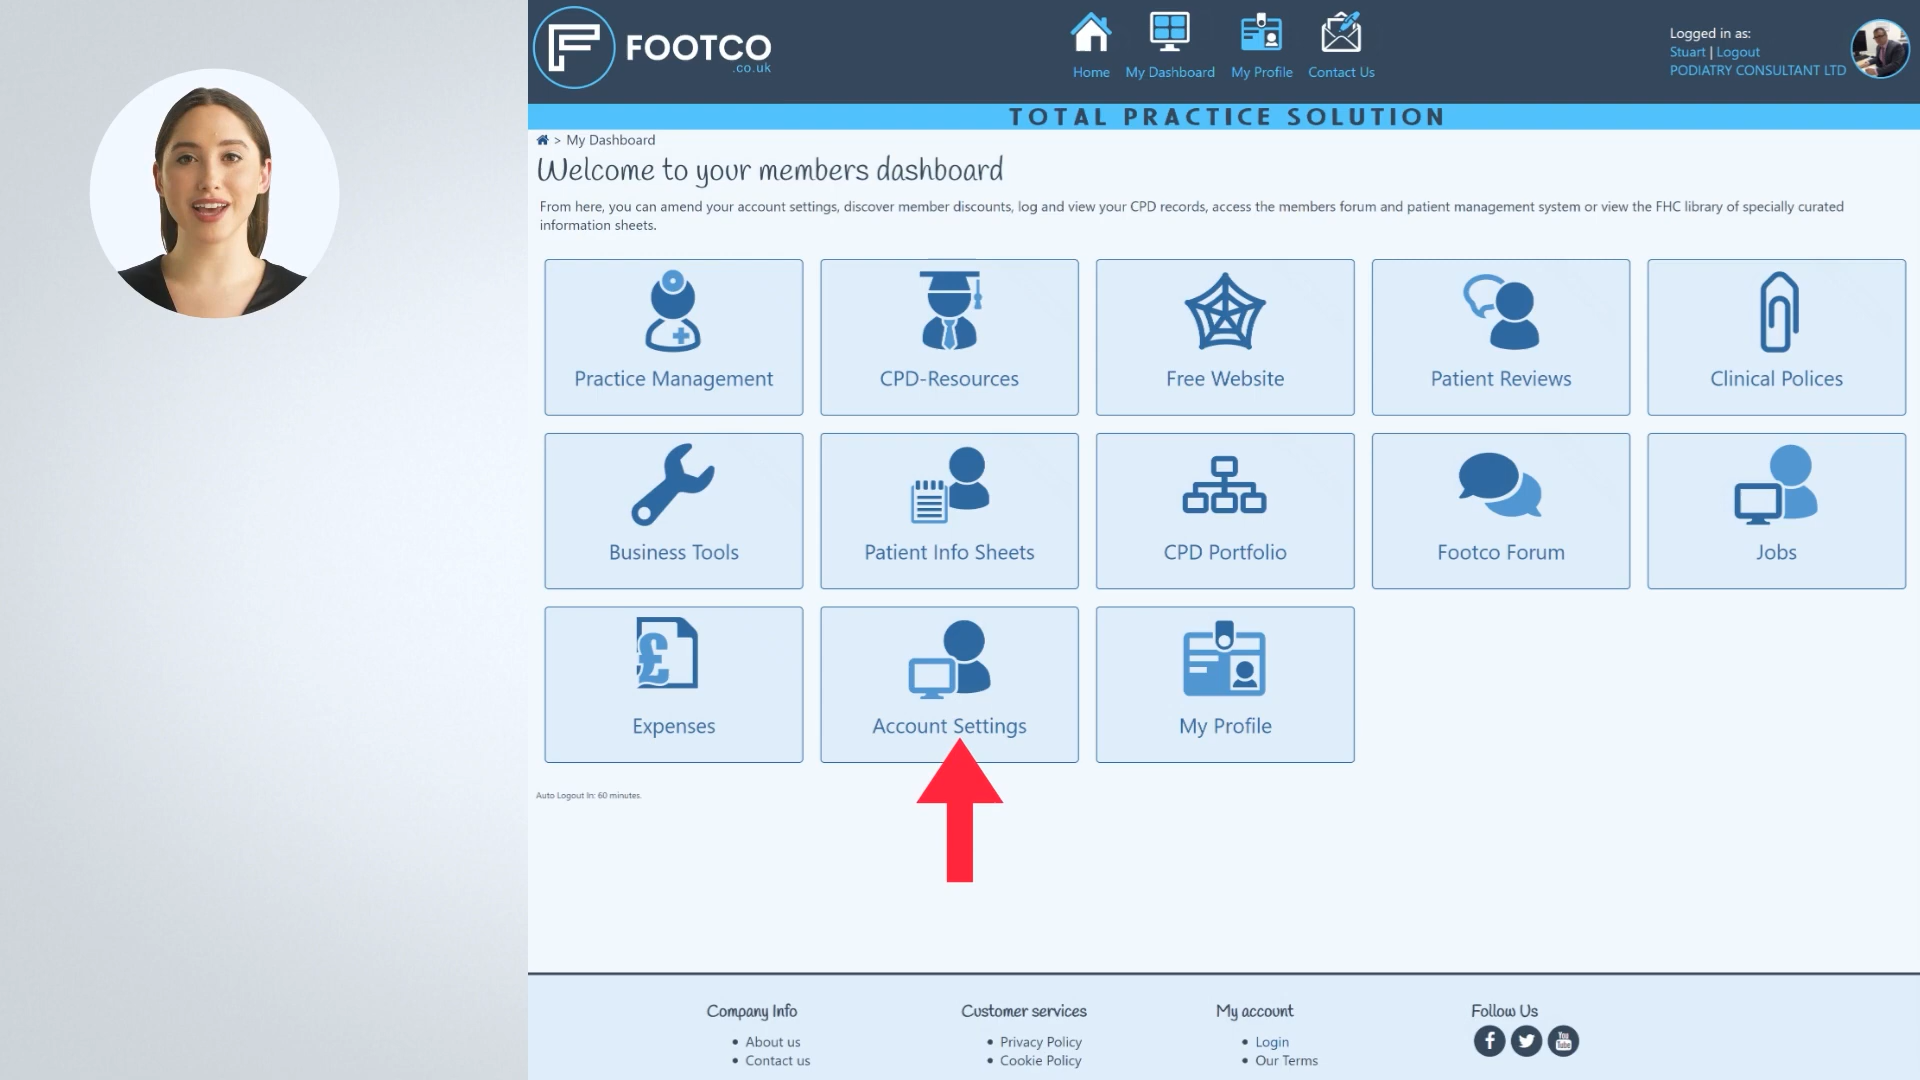 FOOTCO
.co.uk
Home
My Dashboard
My Profile
Contact Us
Logged in as:
Stuart | Logout
PODIATRY CONSULTANT LTD
TOTAL PRACTICE SOLUTION
> My Dashboard
Welcome to your members dashboard
From here, you can amend your account settings, discover member discounts, log and view your CPD records, access the members forum and patient management system or view the FHC library of specially curated
information sheets.
Practice Management
CPD-Resources
Free Website
Patient Reviews
Clinical Polices
Business Tools
Patient Info Sheets
CPD Portfolio
Footco Forum
Jobs
Expenses
Account Settings
My Profile
Auto Logout In: 60 minutes.
Company Info
About us
Contact us
Customer services
Privacy Policy
Cookie Policy
My account
Login
Our Terms
Follow Us
You
Tube